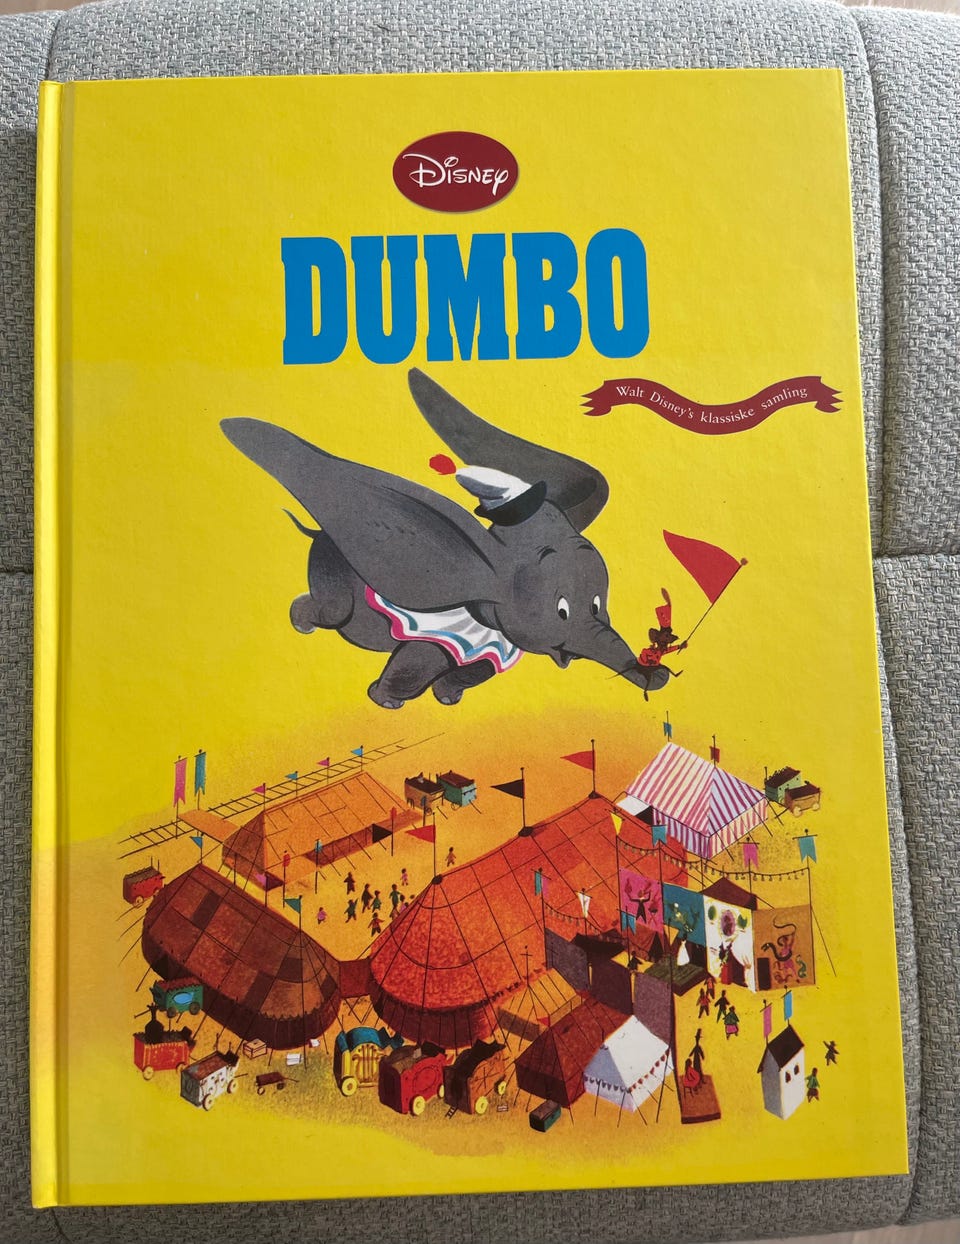 Disney
DUMBO
Walt Disney's klassiske samling